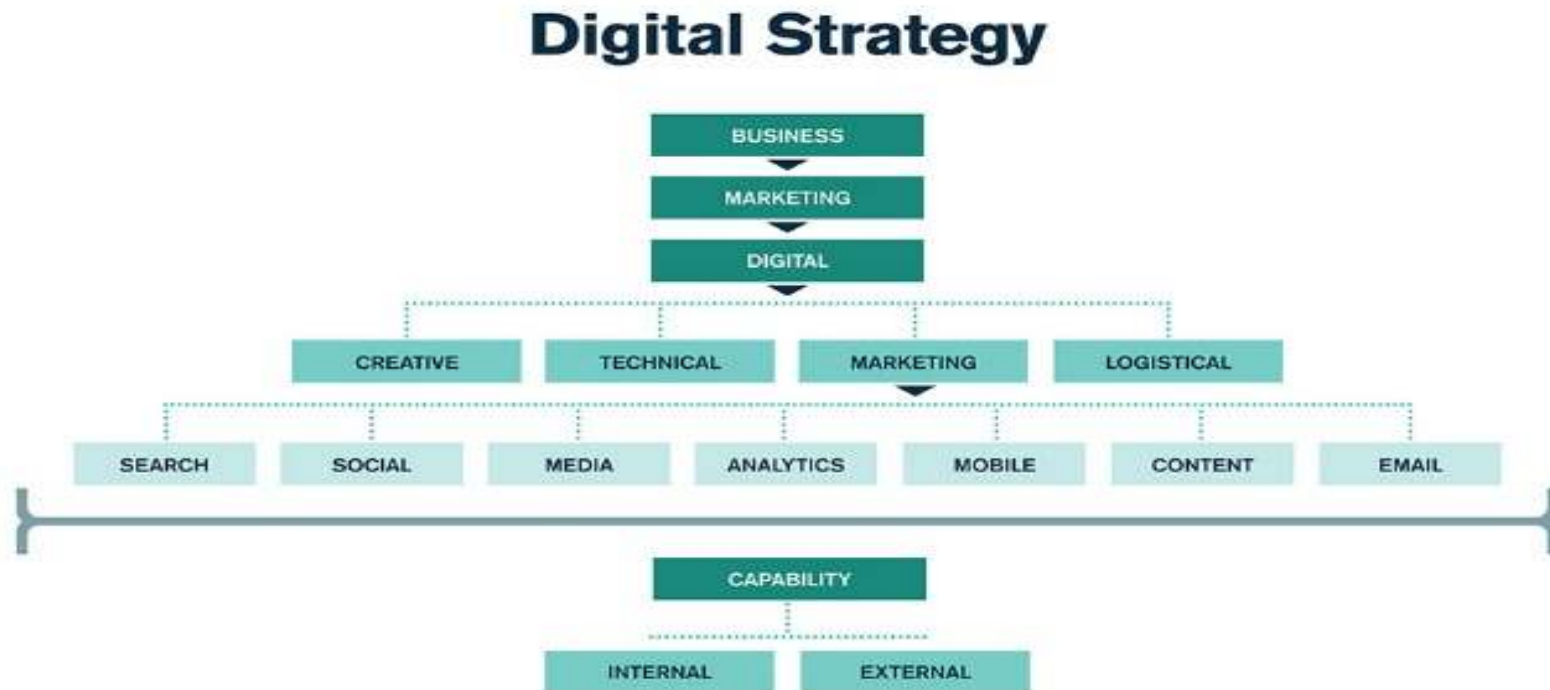 Digital Strategy
BUSINESS
MARKETING
DIGITAL
CREATIVE TECHNICAL MARKETING LOGISTICAL
SEARCH SOCIAL MEDIA ANALYTICS MOBILE CONTENT EMAIL
CAPABILITY
INTERNAL EXTERNAL